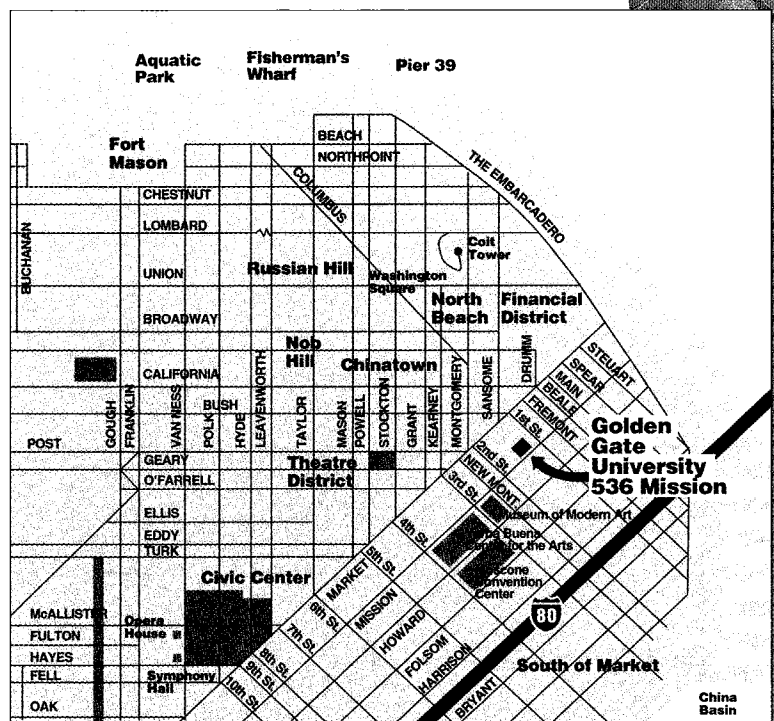 Aquatic
Park
Fisherman's
Wharf
Pier 39
Fort
Mason
BEACH
NORTHPOINT
COLUMBUS
THE EMBARCADERO
CHESTNUT
LOMBARD
BUCHANAN
UNION
Russian Hill
Washington
Square
Coit
Tower
North
Beach
Financial
District
BROADWAY
Nob
Hill
Chinatown
CALIFORNIA
GOUGH
FRANKLIN
VAN NESS
POLK
BUSH
HYDE
LEAVENWORTH
TAYLOR
MASON
POWELL
STOCKTON
GRANT
KEARNEY
MONTGOMERY
SANSOME
DRUMM
STEUART
SPEAR
MAIN
BEALE
FREMONT
1st St.
2nd St.
NEW MONT.
3rd St.
4th St.
5th St.
6th St.
7th St.
8th St.
9th St.
10th St.
Golden
Gate
University
536 Mission
POST
GEARY
O'FARRELL
Theatre
District
ELLIS
EDDY
TURK
Museum of Modern Art
Buena
Center for the Arts
Moscone
Convention
Center
MARKET
MISSION
HOWARD
FOLSOM
HARRISON
BRYANT
80
Civic Center
McALLISTER
FULTON
HAYES
FELL
OAK
Opera
House
Symphony
Hall
South of Market
China
Basin